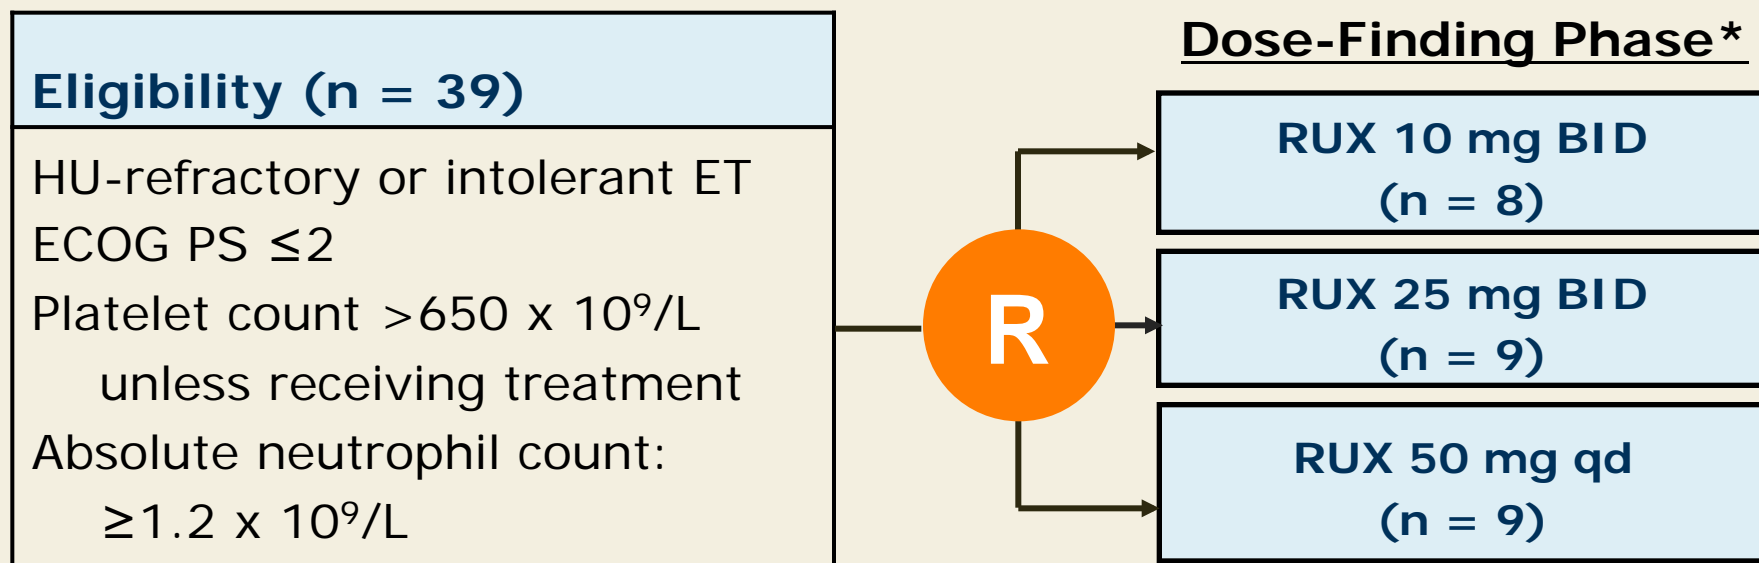 Eligibility (n = 39)
HU-refractory or intolerant ET
ECOG PS ≤2
Platelet count >650 x 10⁹/L
unless receiving treatment
Absolute neutrophil count:
≥1.2 x 10⁹/L
R
Dose-Finding Phase*
RUX 10 mg BID
(n = 8)
RUX 25 mg BID
(n = 9)
RUX 50 mg qd
(n = 9)